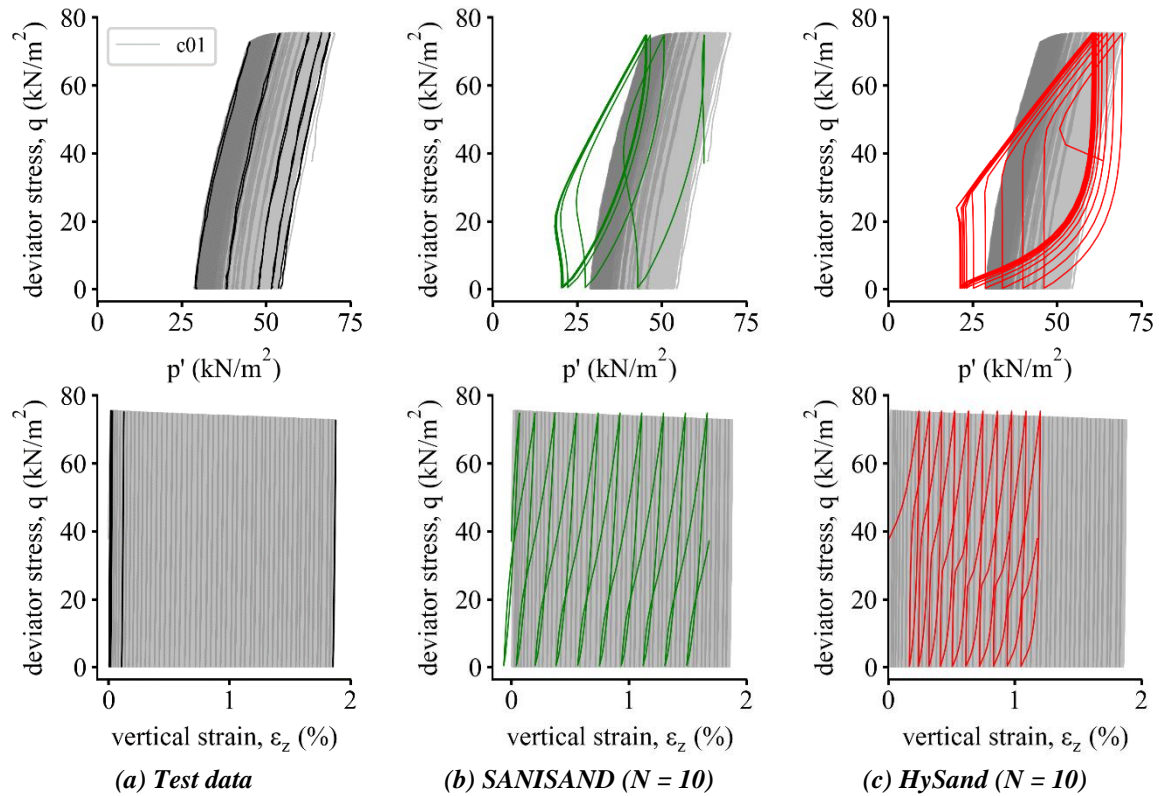 80
60
40
20
0
deviator stress, q (kN/m²)
c01
0 25 50 75
p' (kN/m²)
80
60
40
20
0
deviator stress, q (kN/m²)
0 25 50 75
p' (kN/m²)
80
60
40
20
0
deviator stress, q (kN/m²)
0 25 50 75
p' (kN/m²)
80
60
40
20
0
deviator stress, q (kN/m²)
0 1 2
vertical strain, ε_z (%)
80
60
40
20
0
deviator stress, q (kN/m²)
0 1 2
vertical strain, ε_z (%)
80
60
40
20
0
deviator stress, q (kN/m²)
0 1 2
vertical strain, ε_z (%)
(a) Test data
(b) SANISAND (N = 10)
(c) HySand (N = 10)